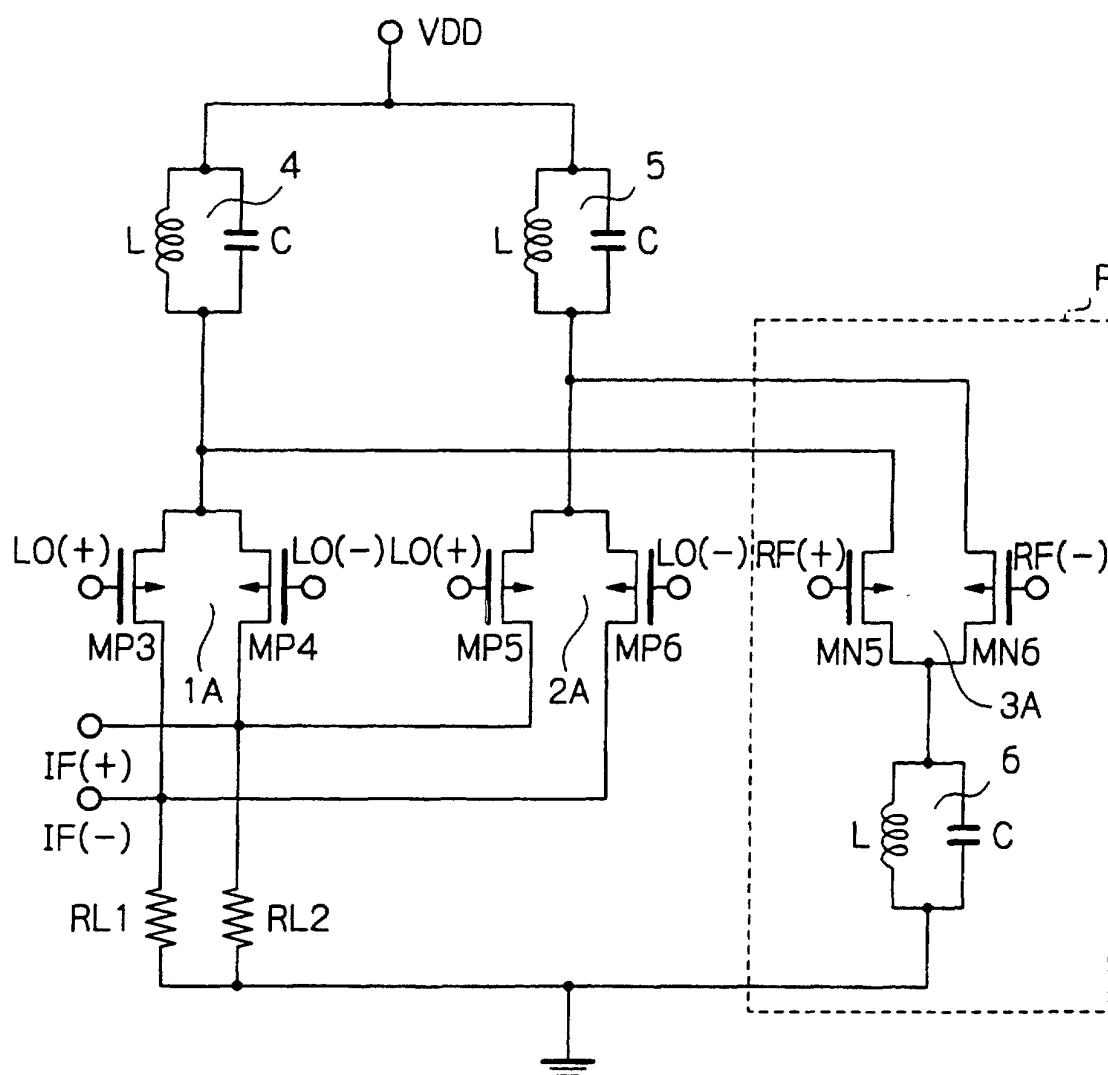 VDD
4
5
L
C
L
C
P
LO(+)
LO(-)
LO(+)
LO(-)
RF(+)
RF(-)
MP3
MP4
MP5
MP6
MN5
MN6
1A
2A
3A
IF(+)
IF(-)
6
L
C
RL1
RL2